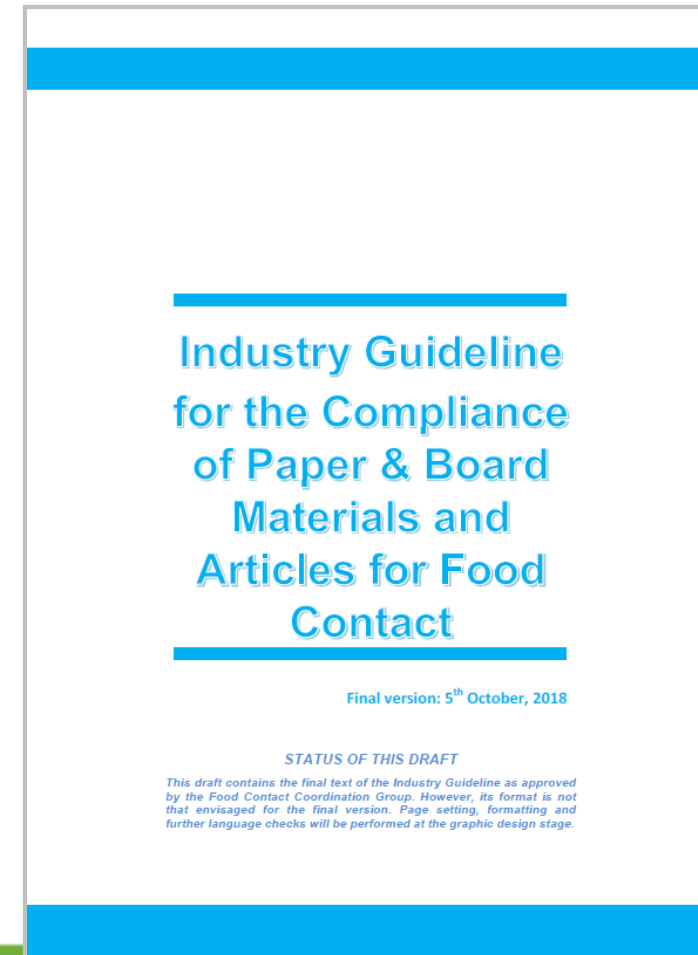 Industry Guideline
for the Compliance
of Paper & Board
Materials and
Articles for Food
Contact
Final version: 5th October, 2018
STATUS OF THIS DRAFT
This draft contains the final text of the Industry Guideline as approved
by the Food Contact Coordination Group. However, its format is not
that envisaged for the final version. Page setting, formatting and
further language checks will be performed at the graphic design stage.